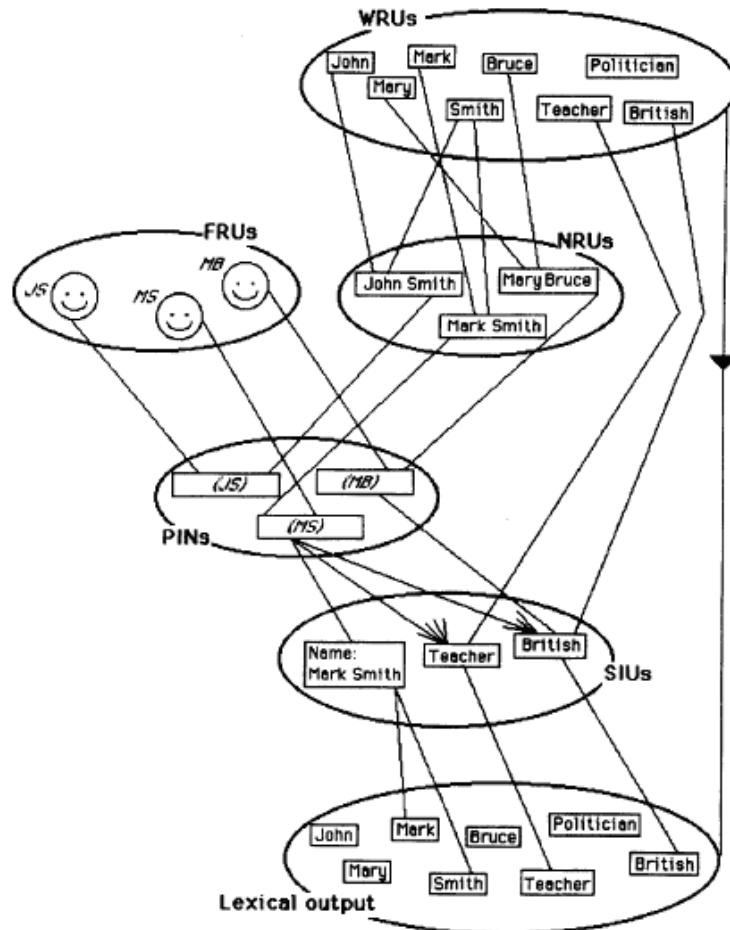 WRUs
John
Mark
Bruce
Politician
Mary
Smith
Teacher
British
FRUs
NRUs
JS
MS
MB
John Smith
Mary Bruce
Mark Smith
(JS)
(MB)
(MS)
PINs
Name:
Mark Smith
Teacher
British
SIUs
John
Mark
Bruce
Politician
Mary
Smith
Teacher
British
Lexical output